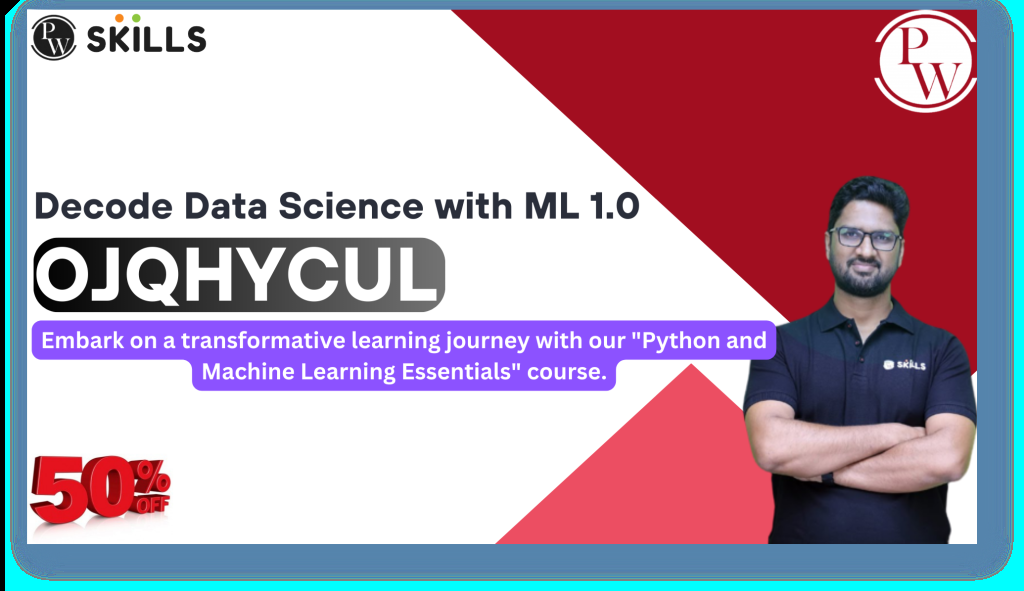 PW SKILLS
PW
Decode Data Science with ML 1.0
OJQHYCUL
Embark on a transformative learning journey with our "Python and
Machine Learning Essentials" course.
SKILLS
50% OFF